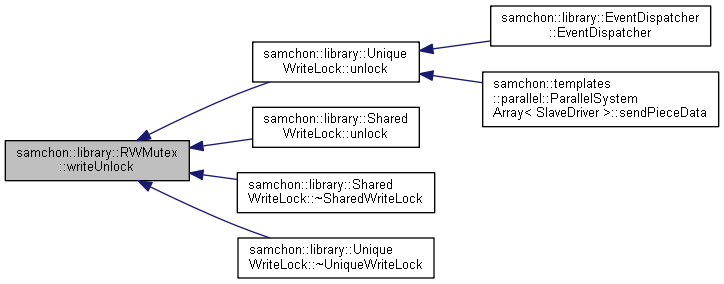 samchon::library::RWMutex
::writeUnlock
samchon::library::Unique
WriteLock::unlock
samchon::library::EventDispatcher
::EventDispatcher
samchon::templates
::parallel::ParallelSystem
Array< SlaveDriver >::sendPieceData
samchon::library::Shared
WriteLock::unlock
samchon::library::Shared
WriteLock::~SharedWriteLock
samchon::library::Unique
WriteLock::~UniqueWriteLock